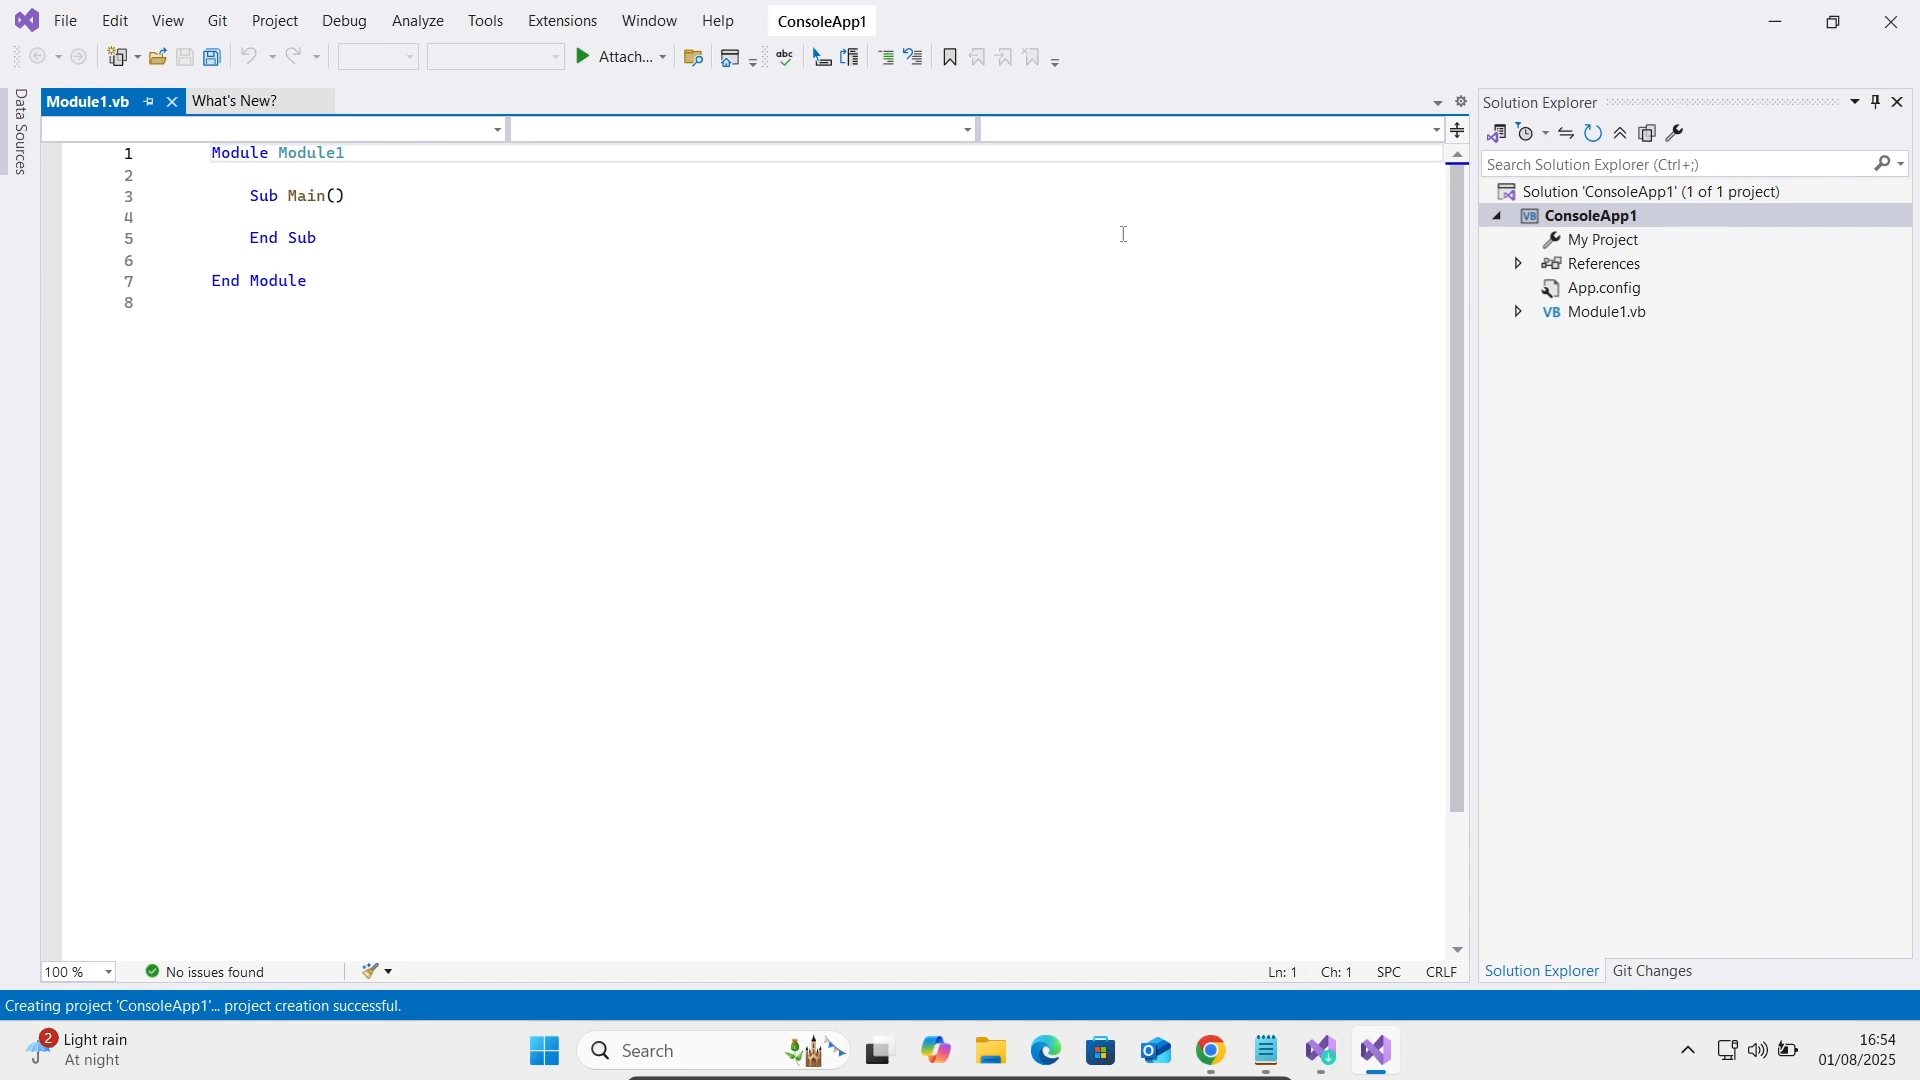 File Edit View Git Project Debug Analyze Tools Extensions Window Help ConsoleApp1
Attach...
abc
Data Sources
Module1.vb What's New?
1 Module Module1
2
3 Sub Main()
4
5 End Sub
6
7 End Module
8
100 % No issues found Ln: 1 Ch: 1 SPC CRLF
Solution Explorer
Search Solution Explorer (Ctrl+;)
Solution 'ConsoleApp1' (1 of 1 project)
VB ConsoleApp1
My Project
References
App.config
VB Module1.vb
Solution Explorer Git Changes
Creating project 'ConsoleApp1'... project creation successful.
2 Light rain
At night
Search
16:54
01/08/2025